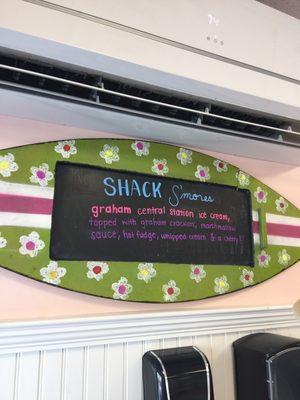 SHACK S'mores
graham central station ice cream,
topped with graham crackers, marshmallow
sauce, hot fudge, whipped cream & a cherry!